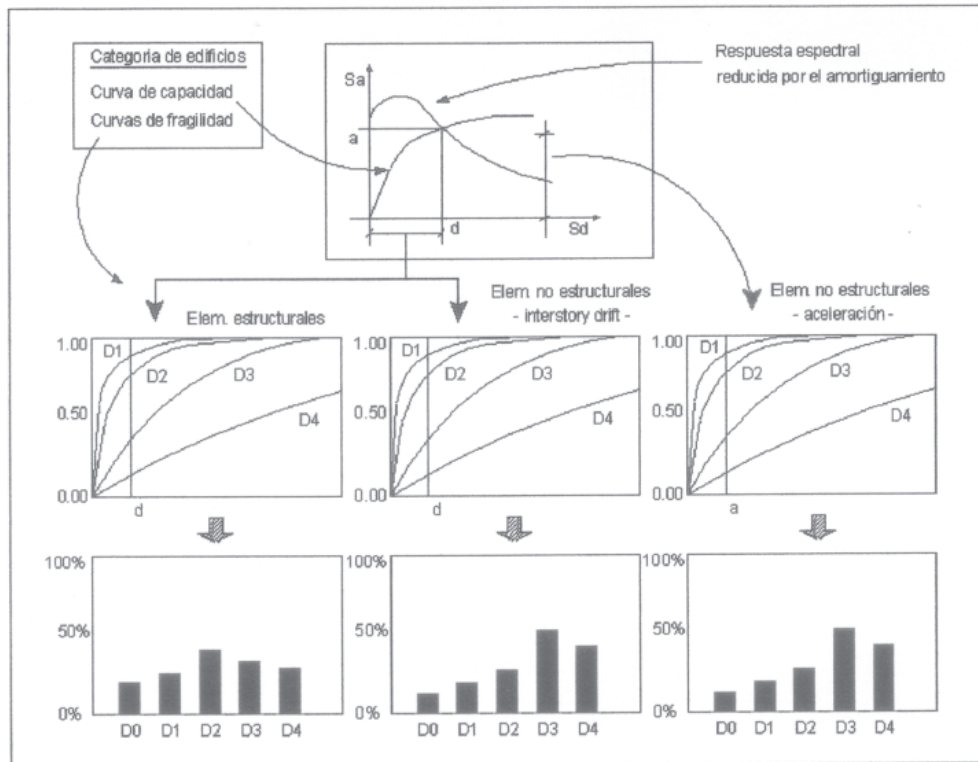 Categoria de edificios
Curva de capacidad
Curvas de fragilidad
Respuesta espectral
reducida por el amortiguamiento
Sa
a
d
Sd
Elem. estructurales
Elem. no estructurales
- interstory drift -
Elem. no estructurales
- aceleración -
1.00
0.50
0.00
D1
D2
D3
D4
d
1.00
0.50
0.00
D1
D2
D3
D4
d
1.00
0.50
0.00
D1
D2
D3
D4
a
100%
50%
0%
D0 D1 D2 D3 D4
100%
50%
0%
D0 D1 D2 D3 D4
100%
50%
0%
D0 D1 D2 D3 D4